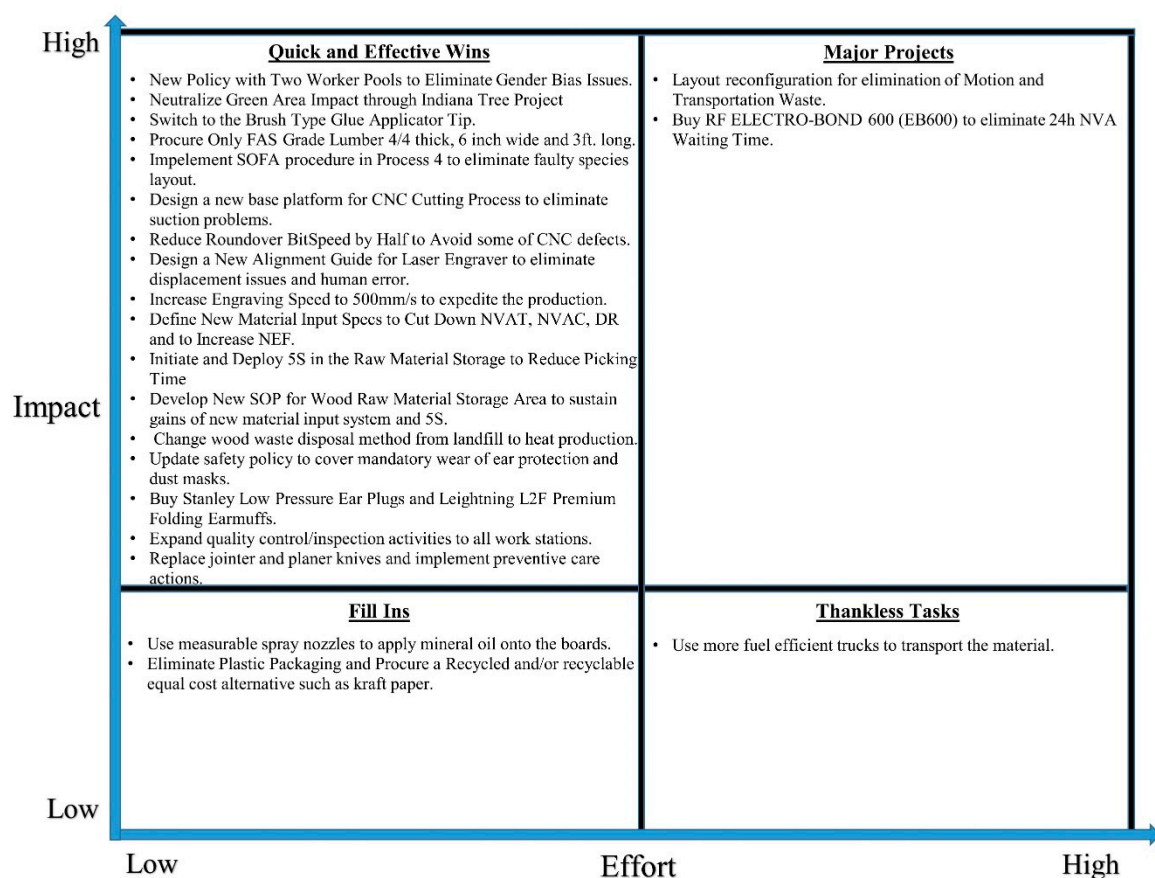 High
Quick and Effective Wins
• New Policy with Two Worker Pools to Eliminate Gender Bias Issues.
• Neutralize Green Area Impact through Indiana Tree Project
• Switch to the Brush Type Glue Applicator Tip.
• Procure Only FAS Grade Lumber 4/4 thick, 6 inch wide and 3ft. long.
• Impelement SOFA procedure in Process 4 to eliminate faulty species
layout.
• Design a new base platform for CNC Cutting Process to eliminate
suction problems.
• Reduce Roundover BitSpeed by Half to Avoid some of CNC defects.
• Design a New Alignment Guide for Laser Engraver to eliminate
displacement issues and human error.
• Increase Engraving Speed to 500mm/s to expedite the production.
• Define New Material Input Specs to Cut Down NVAT, NVAC, DR
and to Increase NEF.
• Initiate and Deploy 5S in the Raw Material Storage to Reduce Picking
Time
• Develop New SOP for Wood Raw Material Storage Area to sustain
gains of new material input system and 5S.
• Change wood waste disposal method from landfill to heat production.
• Update safety policy to cover mandatory wear of ear protection and
dust masks.
• Buy Stanley Low Pressure Ear Plugs and Leightning L2F Premium
Folding Earmuffs.
• Expand quality control/inspection activities to all work stations.
• Replace jointer and planer knives and implement preventive care
actions.
Major Projects
• Layout reconfiguration for elimination of Motion and
Transportation Waste.
• Buy RF ELECTRO-BOND 600 (EB600) to eliminate 24h NVA
Waiting Time.
Impact
Fill Ins
• Use measurable spray nozzles to apply mineral oil onto the boards.
• Eliminate Plastic Packaging and Procure a Recycled and/or recyclable
equal cost alternative such as kraft paper.
Thankless Tasks
• Use more fuel efficient trucks to transport the material.
Low
Low
Effort
High